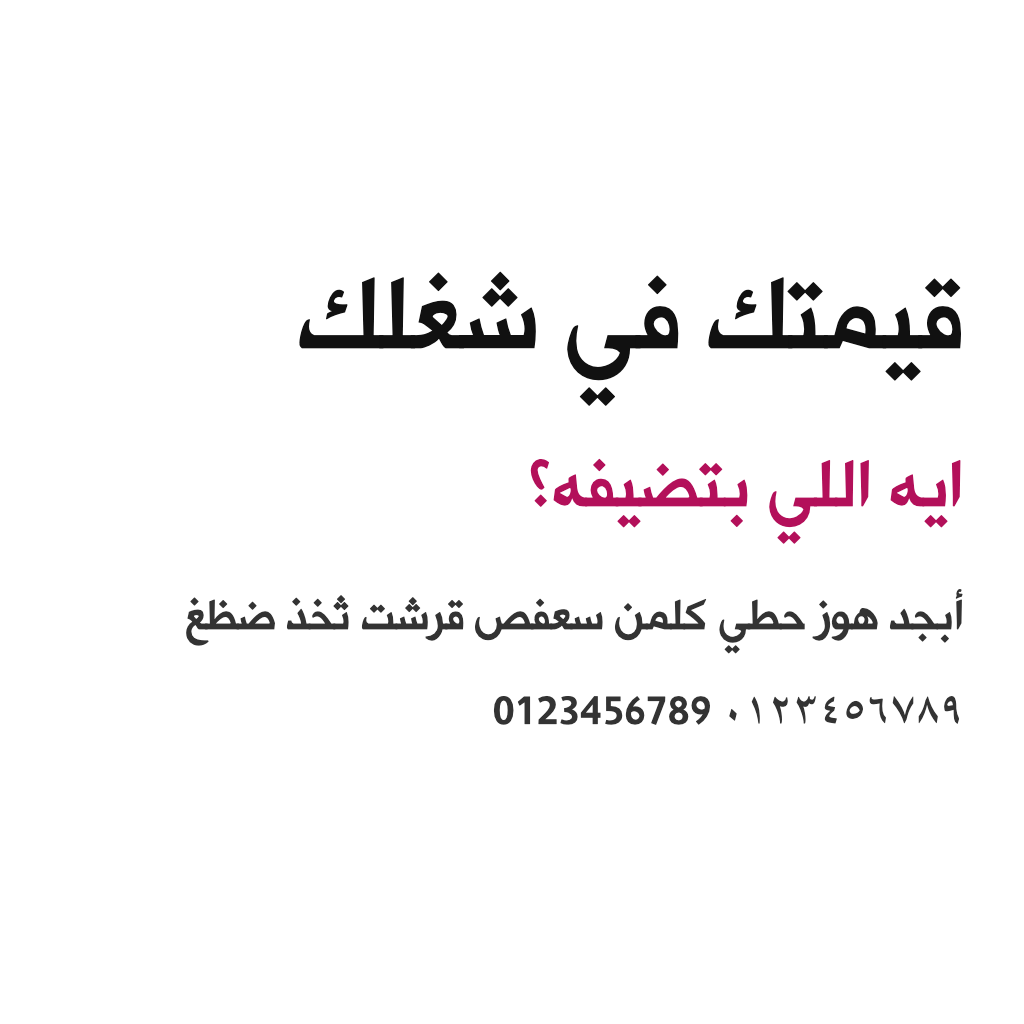 قيمتك في شغلك
ايه اللي بتضيفه؟
أبجد هوز حطي كلمن سعفص قرشت ثخذ ضظغ
0123456789 ٠١٢٣٤٥٦٧٨٩